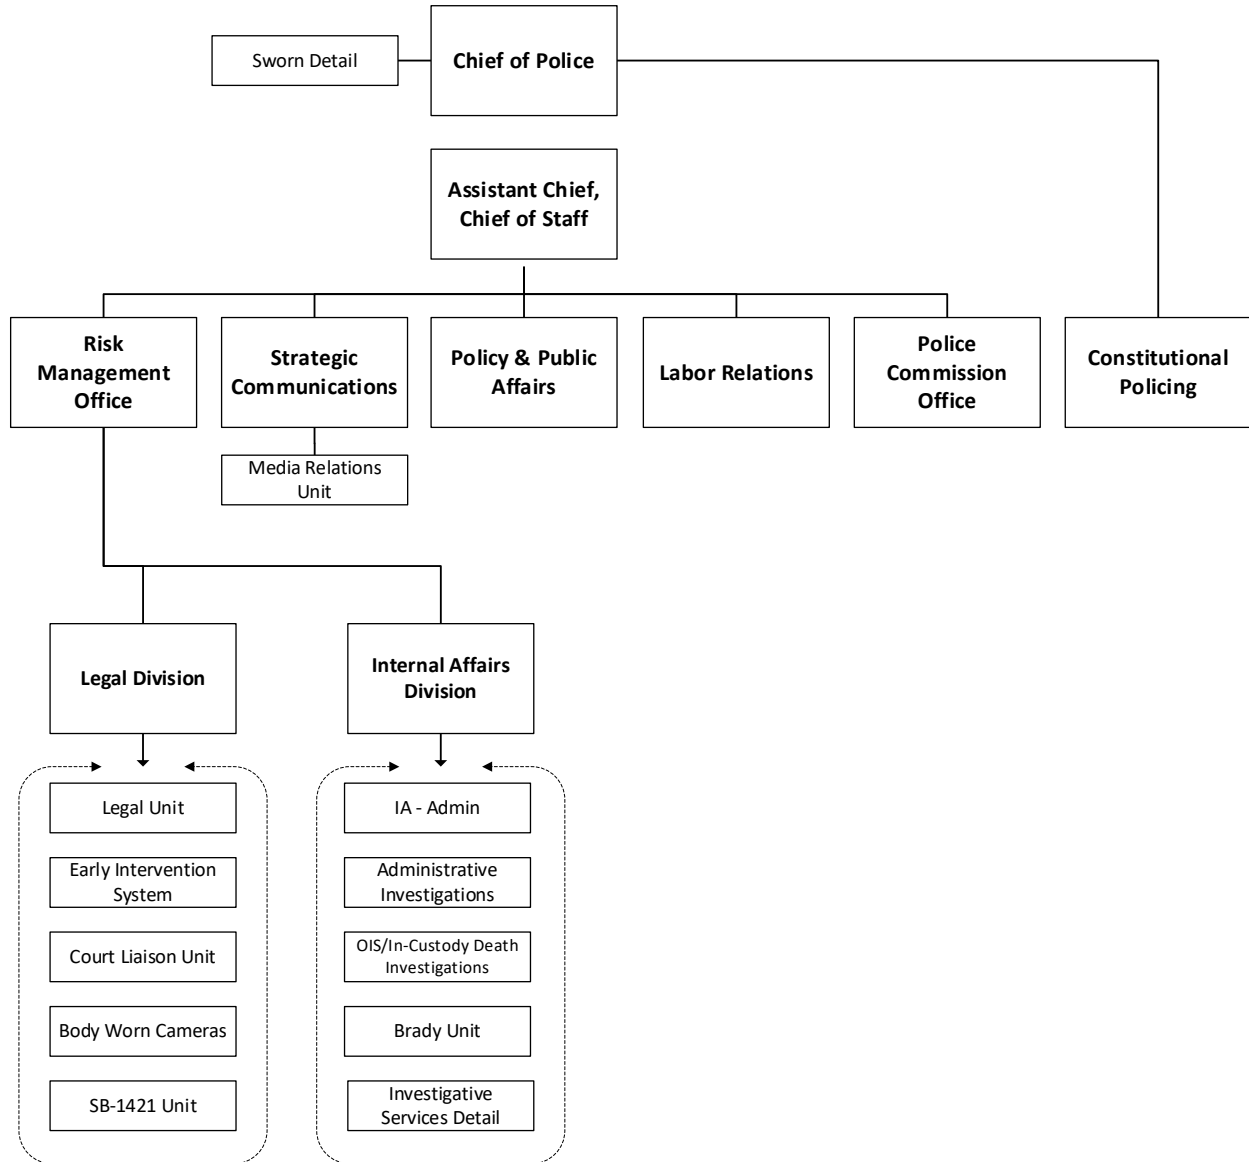 Sworn Detail
Chief of Police
Assistant Chief,
Chief of Staff
Risk
Management
Office
Strategic
Communications
Policy & Public
Affairs
Labor Relations
Police
Commission
Office
Constitutional
Policing
Media Relations
Unit
Legal Division
Internal Affairs
Division
Legal Unit
Early Intervention
System
Court Liaison Unit
Body Worn Cameras
SB-1421 Unit
IA - Admin
Administrative
Investigations
OIS/In-Custody Death
Investigations
Brady Unit
Investigative
Services Detail